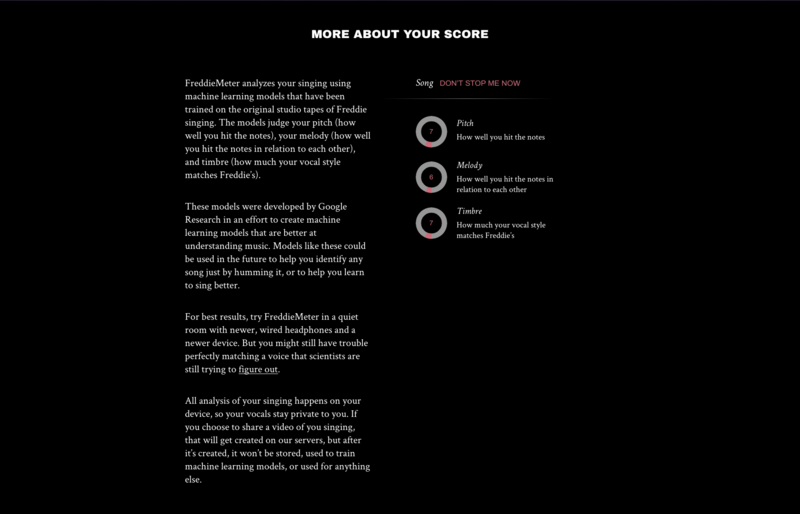 MORE ABOUT YOUR SCORE
FreddieMeter analyzes your singing using
machine learning models that have been
trained on the original studio tapes of Freddie
singing. The models judge your pitch (how
well you hit the notes), your melody (how well
you hit the notes in relation to each other),
and timbre (how much your vocal style
matches Freddie's).
These models were developed by Google
Research in an effort to create machine
learning models that are better at
understanding music. Models like these could
be used in the future to help you identify any
song just by humming it, or to help you learn
to sing better.
For best results, try FreddieMeter in a quiet
room with newer, wired headphones and a
newer device. But you might still have trouble
perfectly matching a voice that scientists are
still trying to figure out.
All analysis of your singing happens on your
device, so your vocals stay private to you. If
you choose to share a video of you singing,
that will get created on our servers, but after
it's created, it won't be stored, used to train
machine learning models, or used for anything
else.
Song DON'T STOP ME NOW
7
Pitch
How well you hit the notes
6
Melody
How well you hit the notes in
relation to each other
7
Timbre
How much your vocal style
matches Freddie's